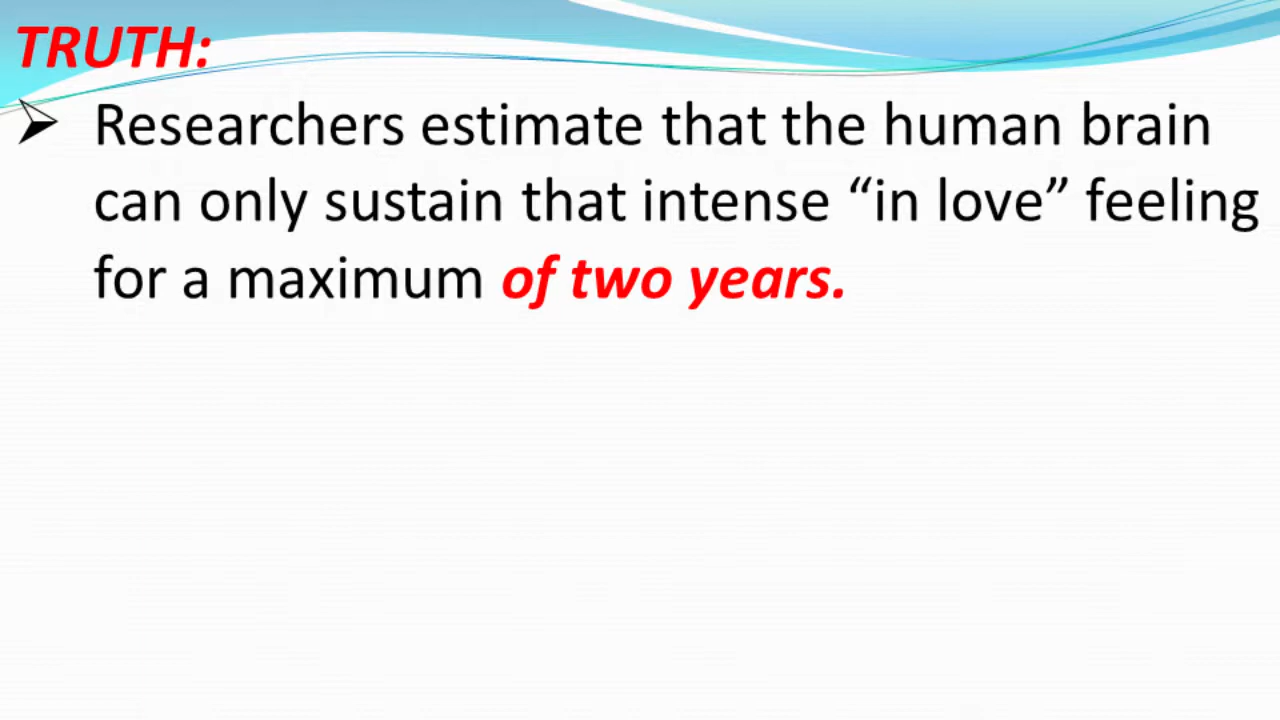 TRUTH:
Researchers estimate that the human brain
can only sustain that intense “in love” feeling
for a maximum of two years.